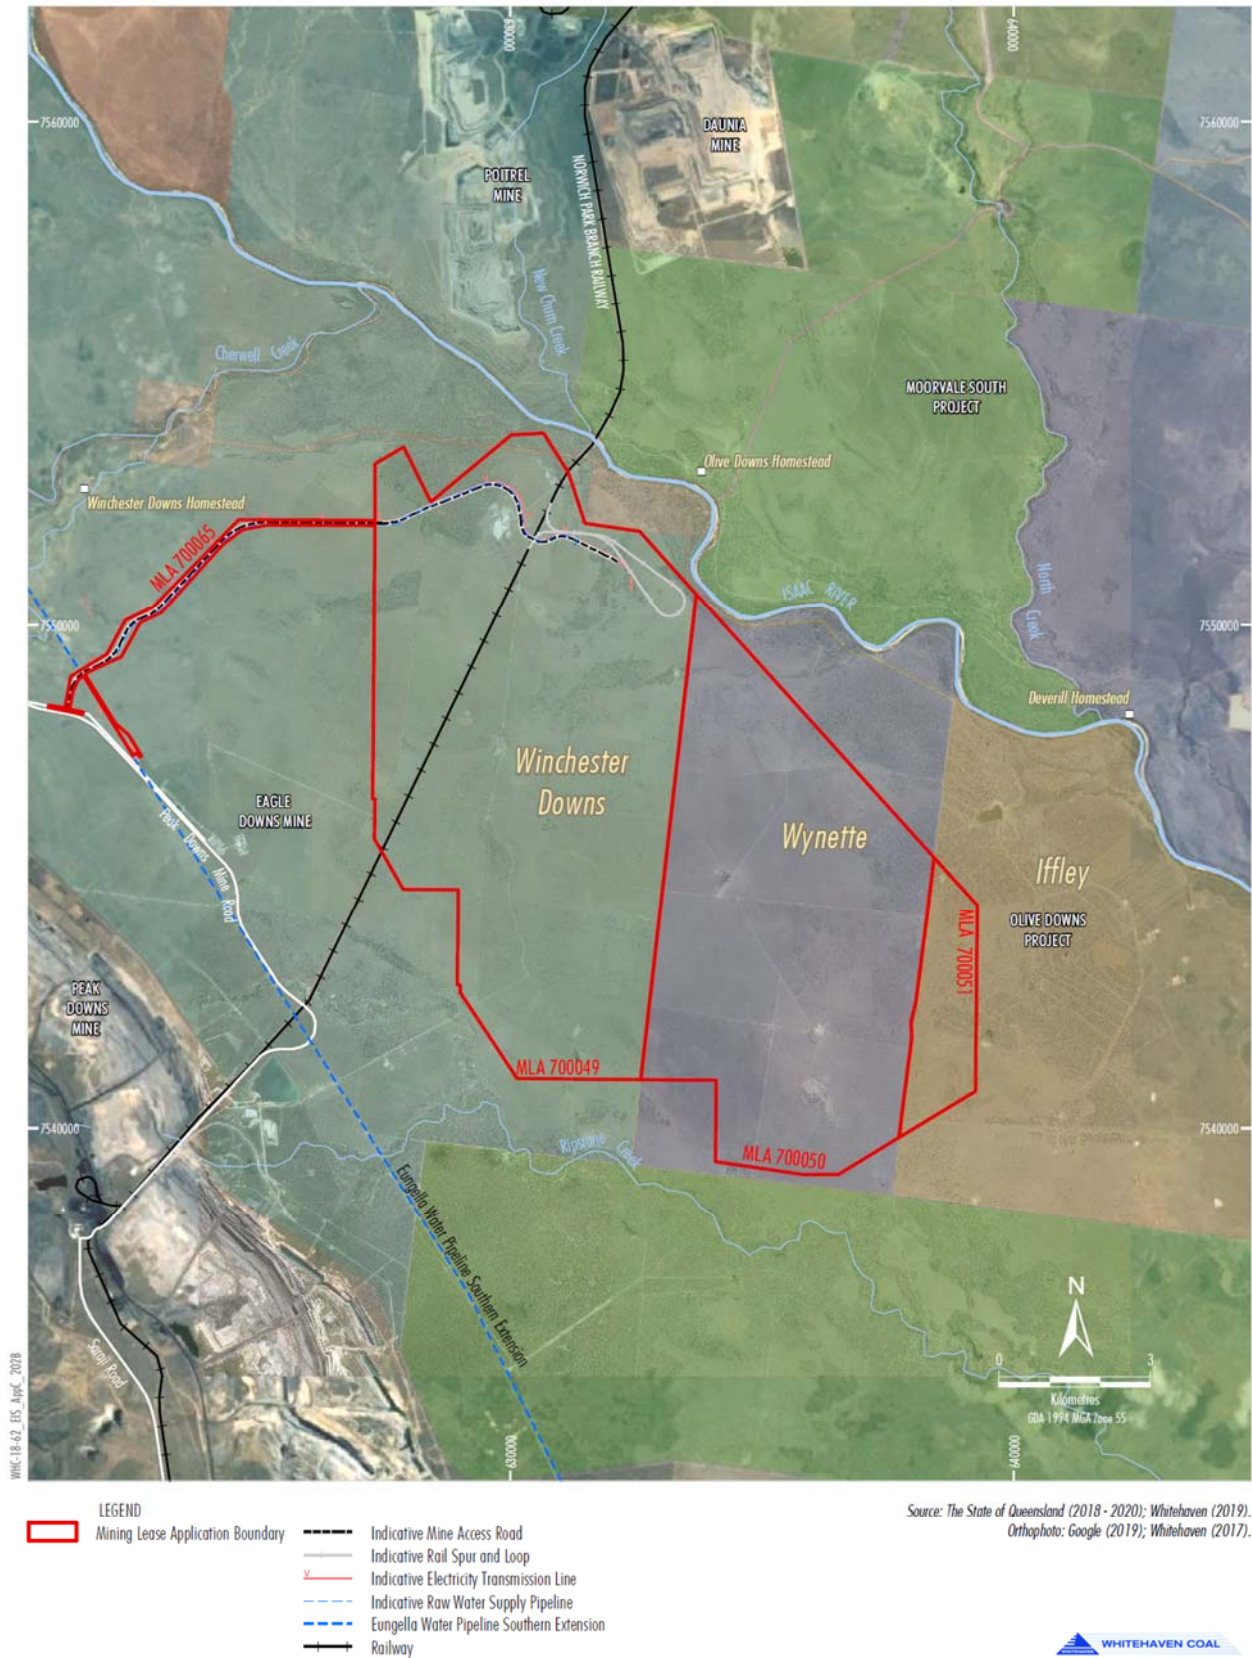 630000
640000
7560000
7560000
DAUNIA
MINE
POITREL
MINE
NORWICH PARK BRANCH RAILWAY
New Chum Creek
Cherwell Creek
MOORVALE SOUTH
PROJECT
Olive Downs Homestead
Winchester Downs Homestead
MLA 700065
ISAAC RIVER
North Creek
7550000
7550000
Deverill Homestead
Winchester
Downs
EAGLE
DOWNS MINE
Peak Downs Mine Road
Wynette
Iffley
OLIVE DOWNS
PROJECT
MLA 700051
PEAK
DOWNS
MINE
MLA 700049
7540000
7540000
Ripstone Creek
MLA 700050
Eungella Water Pipeline Southern Extension
Saraji Road
N
0 3
Kilometres
GDA 1994 MGA Zone 55
630000
640000
WHC-18-62_EIS_AppC_202B
LEGEND
Mining Lease Application Boundary
Indicative Mine Access Road
Indicative Rail Spur and Loop
Indicative Electricity Transmission Line
Indicative Raw Water Supply Pipeline
Eungella Water Pipeline Southern Extension
Railway
Source: The State of Queensland (2018 - 2020); Whitehaven (2019).
Orthophoto: Google (2019); Whitehaven (2017).
WHITEHAVEN COAL